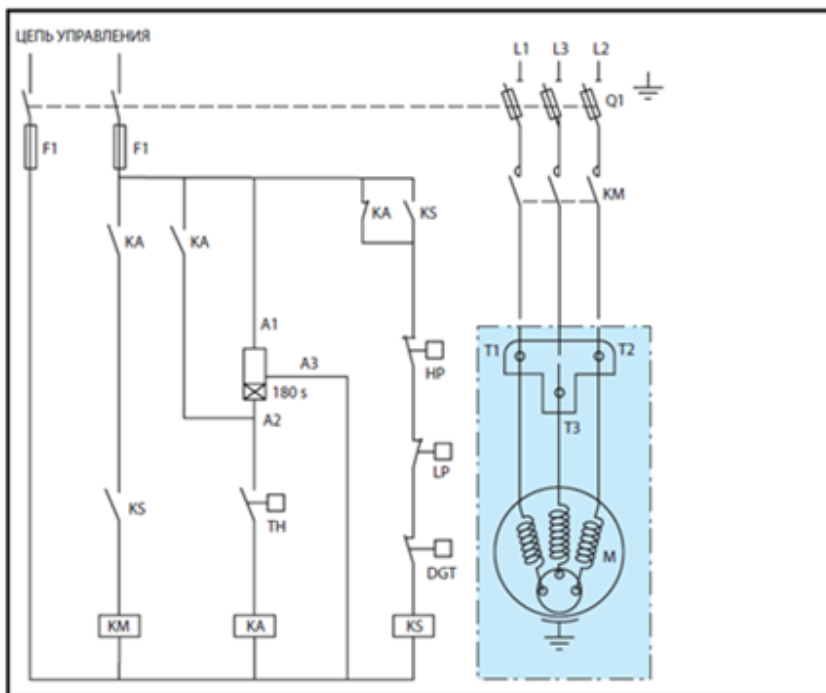 ЦЕПЬ УПРАВЛЕНИЯ
L1 L3 L2
Q1
F1 F1
KM
KA KS
KA KA
A1
T1 T2
A3
HP
180 s
A2
T3
LP
KS
TH
M
DGT
KM KA KS